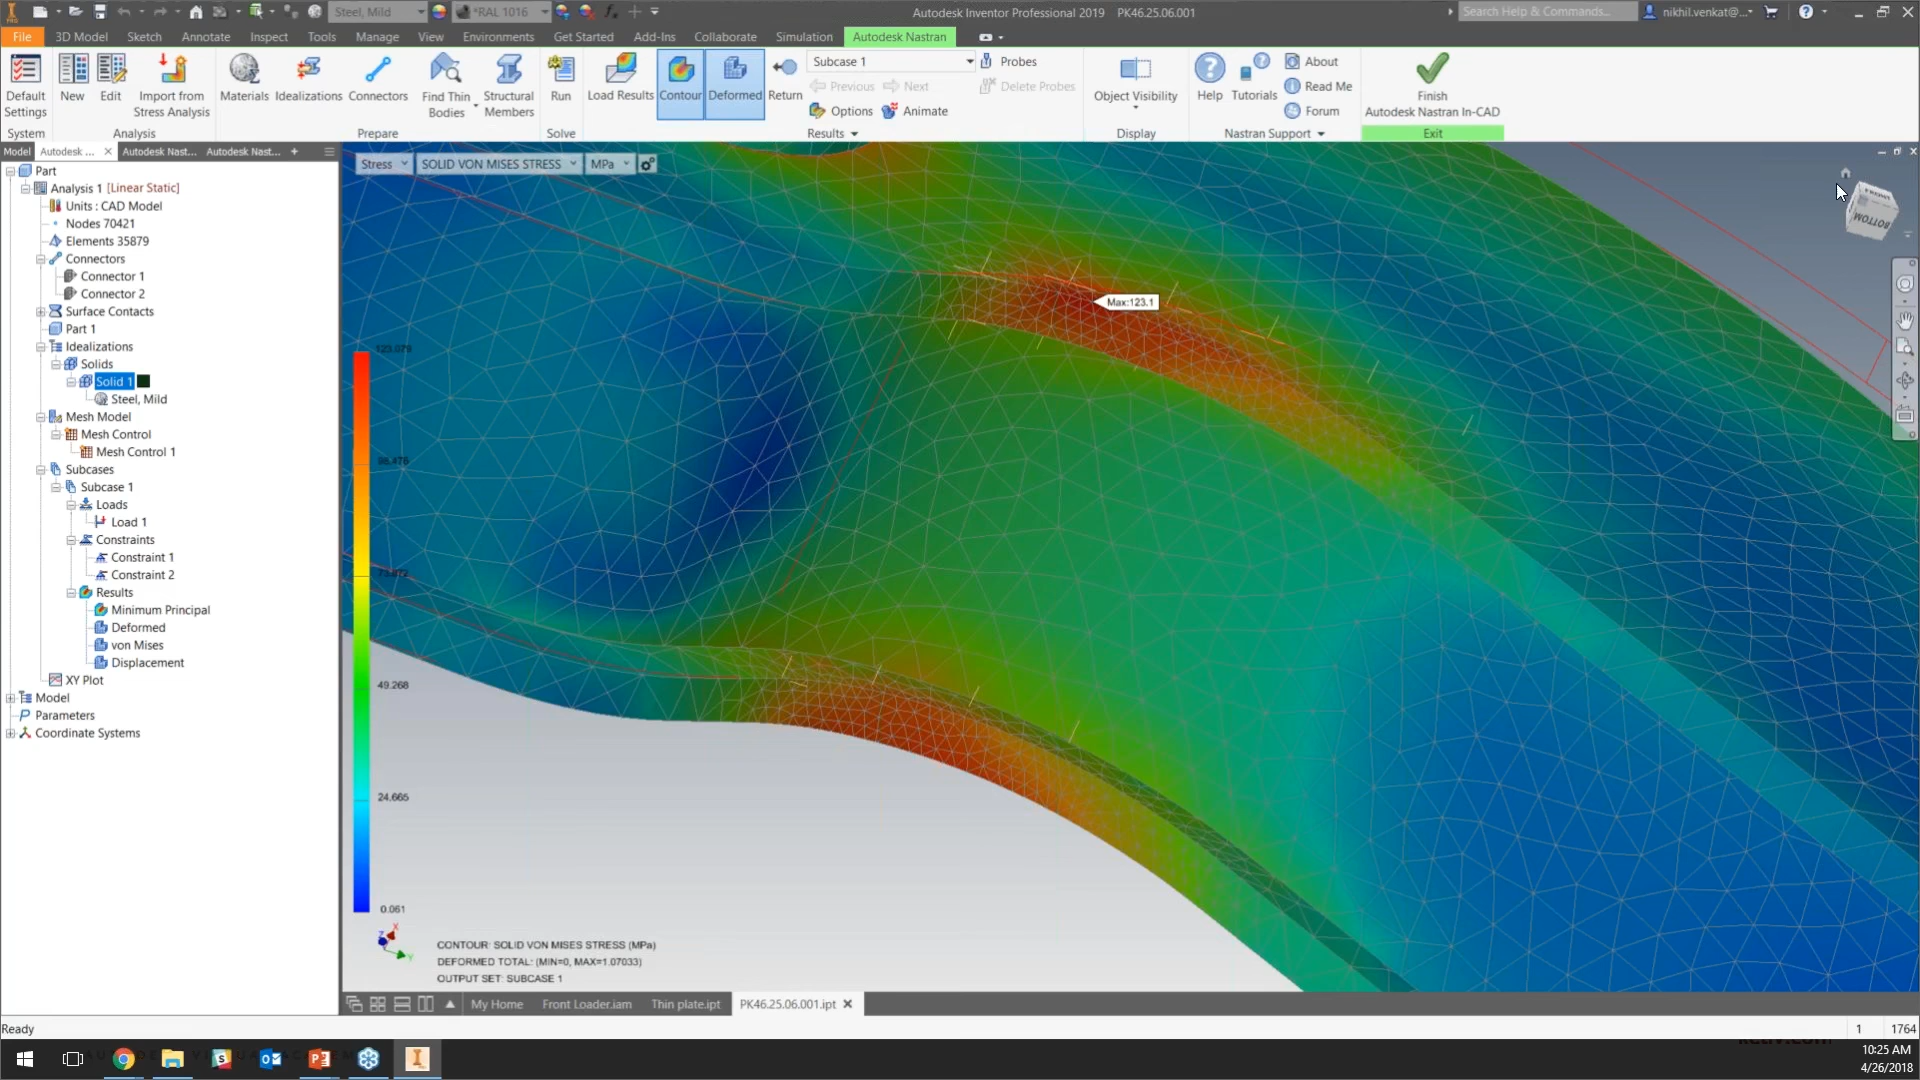 PRO
Steel, Mild
*RAL 1016
Autodesk Inventor Professional 2019 PK46.25.06.001
Search Help & Commands...
nikhil.venkat@...
File
3D Model
Sketch
Annotate
Inspect
Tools
Manage
View
Environments
Get Started
Add-Ins
Collaborate
Simulation
Autodesk Nastran
Default
Settings
New
Edit
Import from
Stress Analysis
Materials
Idealizations
Connectors
Find Thin
Bodies
Structural
Members
Run
Load Results
Contour
Deformed
Return
Subcase 1
Previous
Next
Options
Animate
Probes
Delete Probes
Object Visibility
Help
Tutorials
About
Read Me
Forum
Finish
Autodesk Nastran In-CAD
System
Analysis
Prepare
Solve
Results
Display
Nastran Support
Exit
Model
Autodesk ...
Autodesk Nast...
Autodesk Nast...
Part
Analysis 1 [Linear Static]
Units : CAD Model
Nodes 70421
Elements 35879
Connectors
Connector 1
Connector 2
Surface Contacts
Part 1
Idealizations
Solids
Solid 1
Steel, Mild
Mesh Model
Mesh Control
Mesh Control 1
Subcases
Subcase 1
Loads
Load 1
Constraints
Constraint 1
Constraint 2
Results
Minimum Principal
Deformed
von Mises
Displacement
XY Plot
Model
Parameters
Coordinate Systems
Stress
SOLID VON MISES STRESS
MPa
BOTTOM
Max:123.1
123.079
98.476
73.872
49.268
24.665
0.061
X
Y
Z
CONTOUR: SOLID VON MISES STRESS (MPa)
DEFORMED TOTAL: (MIN=0, MAX=1.07033)
OUTPUT SET: SUBCASE 1
My Home
Front Loader.iam
Thin plate.ipt
PK46.25.06.001.ipt
Ready
1
1764
10:25 AM
4/26/2018